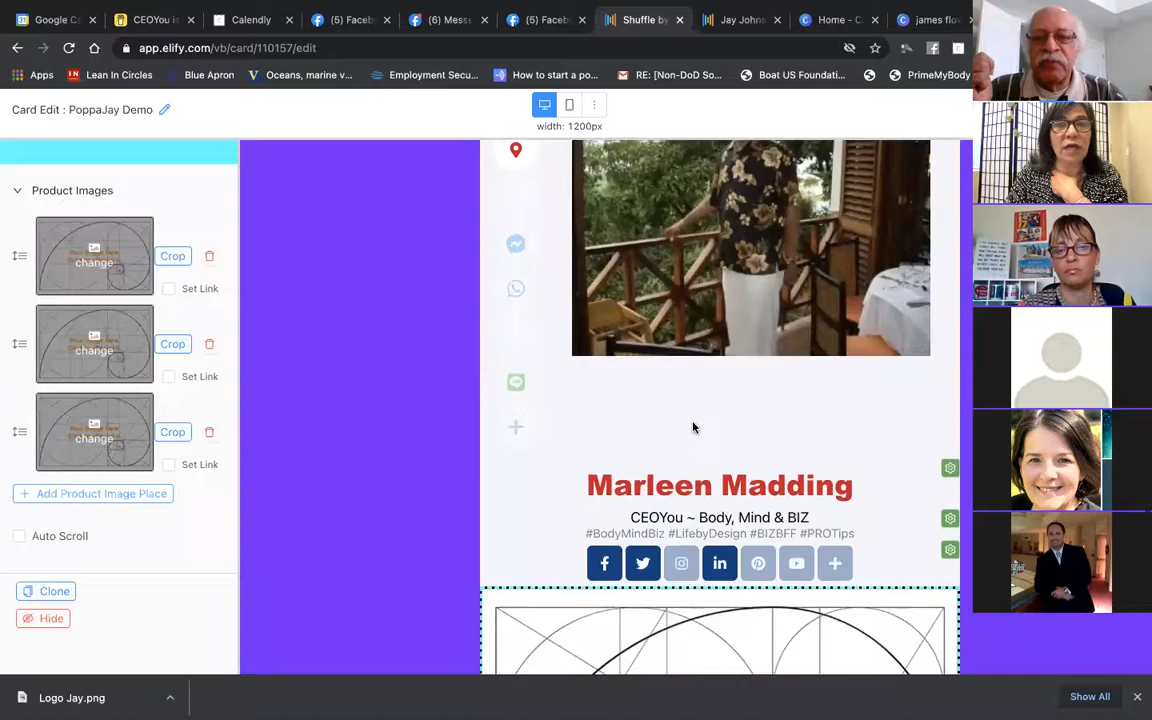 Google C
CEOYou is
Calendly
(5) Faceb
(6) Messe
(5) Faceb
Shuffle by
Jay Johns
Home - C
james flov
app.elify.com/vb/card/110157/edit
Apps
Lean In Circles
Blue Apron
Oceans, marine v...
Employment Secu...
How to start a po...
RE: [Non-DoD So...
Boat US Foundati...
PrimeMyBody
Card Edit : PoppaJay Demo
width: 1200px
Product Images
change
Crop
Set Link
change
Crop
Set Link
change
Crop
Set Link
Add Product Image Place
Auto Scroll
Clone
Hide
Marleen Madding
CEOYou ~ Body, Mind & BIZ
#BodyMindBiz #LifebyDesign #BIZBFF #PROTips
Logo Jay.png
Show All